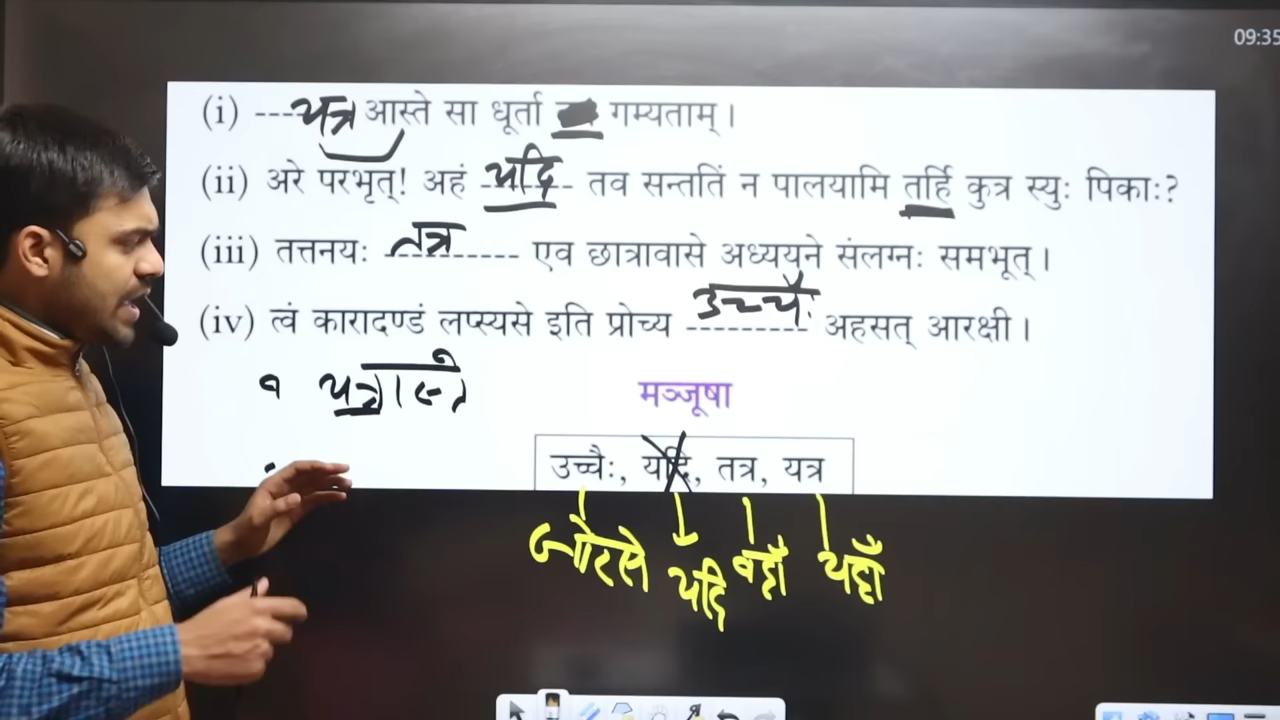 09:35
(i) ---यत्र आस्ते सा धूर्ता गम्यताम् ।
(ii) अरे परभृत्! अहं यदि तव सन्ततिं न पालयामि तर्हि कुत्र स्युः पिकाः?
(iii) तत्तनयः तत्र --------- एव छात्रावासे अध्ययने संलग्नः समभूत् ।
(iv) त्वं कारादण्डं लप्स्यसे इति प्रोच्य उच्चैः --------- अहसत् आरक्षी ।
यत्रास्ते
मञ्जूषा
उच्चैः, यदि, तत्र, यत्र
जोर से यदि वहाँ यहाँ